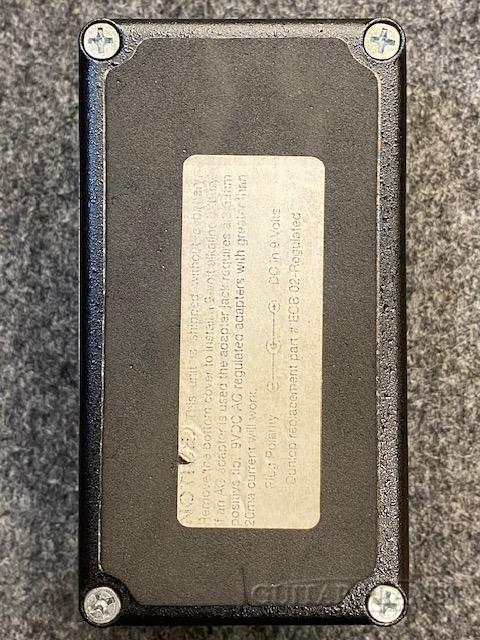 NOTICE: This unit is shipped without a battery.
Remove the bottom cover to install a 9-volt alkaline battery.
If an AC adapter is used the adapter jack requires a 3.5mm
positive tip. 9VDC AC regulated adapters with greater than
20ma current will work.
Plug Polarity DC in 9 Volts
Dunlop replacement part # ECB 02-Regulated
GUITAR